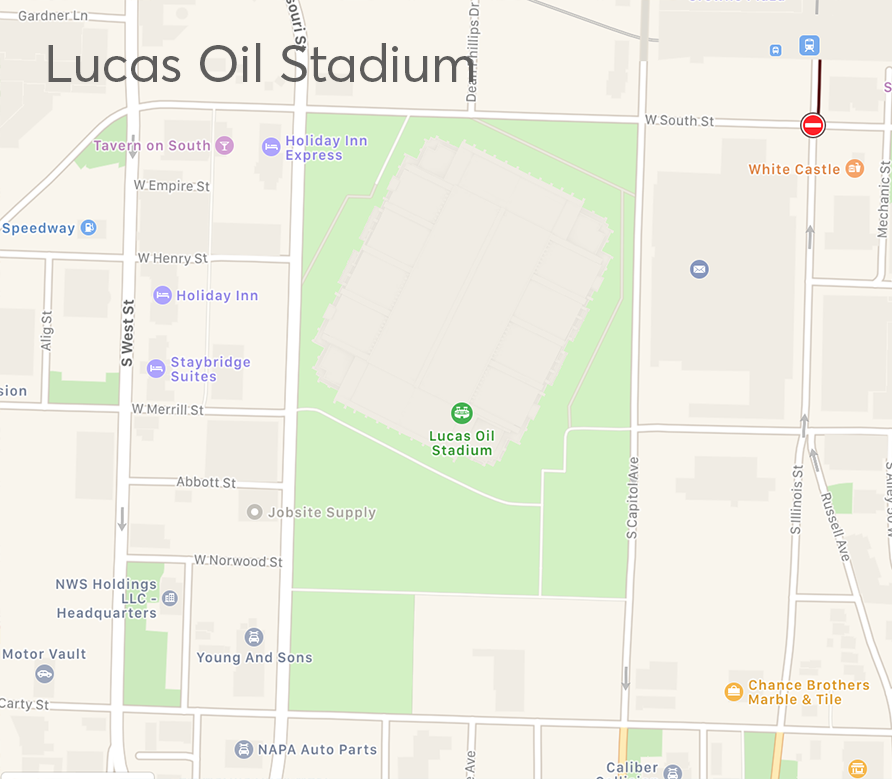 Gardner Ln
souri St
Dean Phillips Dr
Lucas Oil Stadium
S
W South St
Tavern on South
Holiday Inn
Express
White Castle
W Empire St
Mechanic St
Speedway
W Henry St
Holiday Inn
Alig St
S West St
Staybridge
Suites
sion
W Merrill St
Lucas Oil
Stadium
Abbott St
Jobsite Supply
S Capitol Ave
S Illinois St
Russell Ave
W Norwood St
NWS Holdings
LLC -
Headquarters
Motor Vault
Young And Sons
Carty St
Chance Brothers
Marble & Tile
NAPA Auto Parts
e Ave
Caliber